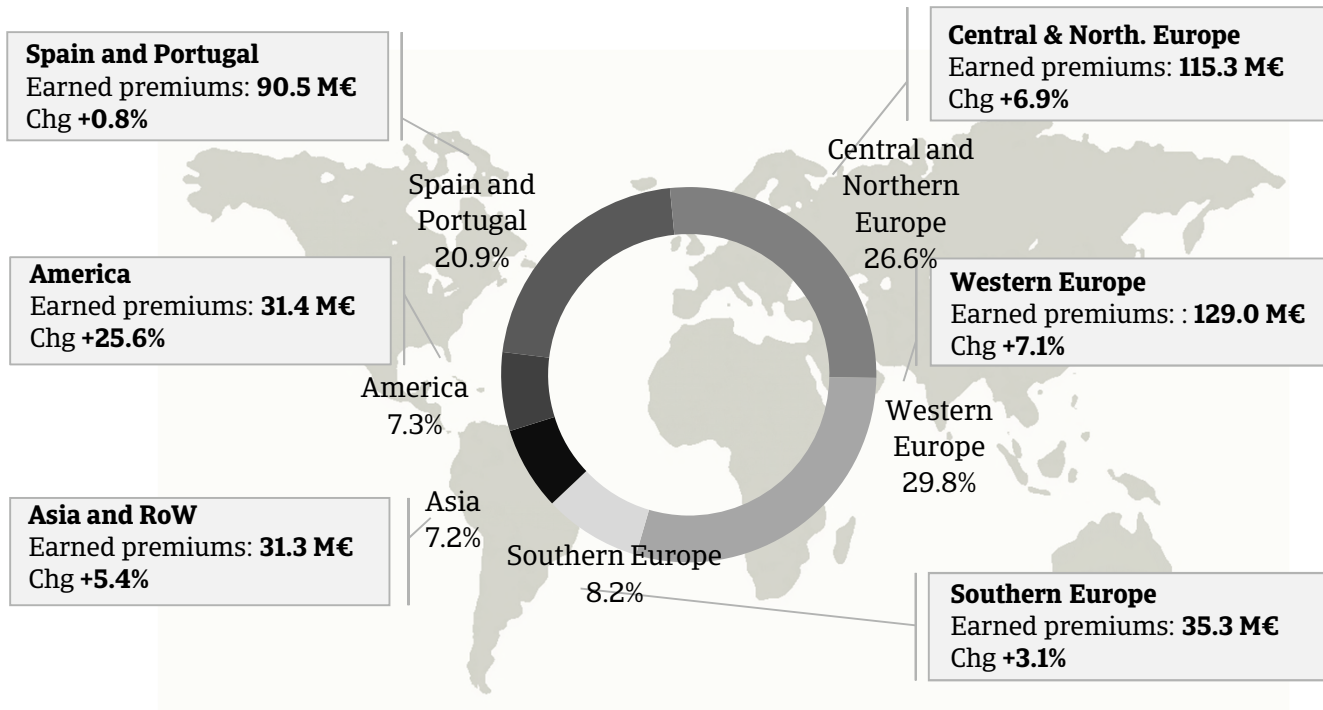 Spain and Portugal
Earned premiums: 90.5 M€
Chg +0.8%
Central & North. Europe
Earned premiums: 115.3 M€
Chg +6.9%
Spain and
Portugal
20.9%
Central and
Northern
Europe
26.6%
America
Earned premiums: 31.4 M€
Chg +25.6%
Western Europe
Earned premiums: : 129.0 M€
Chg +7.1%
America
7.3%
Western
Europe
29.8%
Asia and RoW
Earned premiums: 31.3 M€
Chg +5.4%
Asia
7.2%
Southern Europe
8.2%
Southern Europe
Earned premiums: 35.3 M€
Chg +3.1%